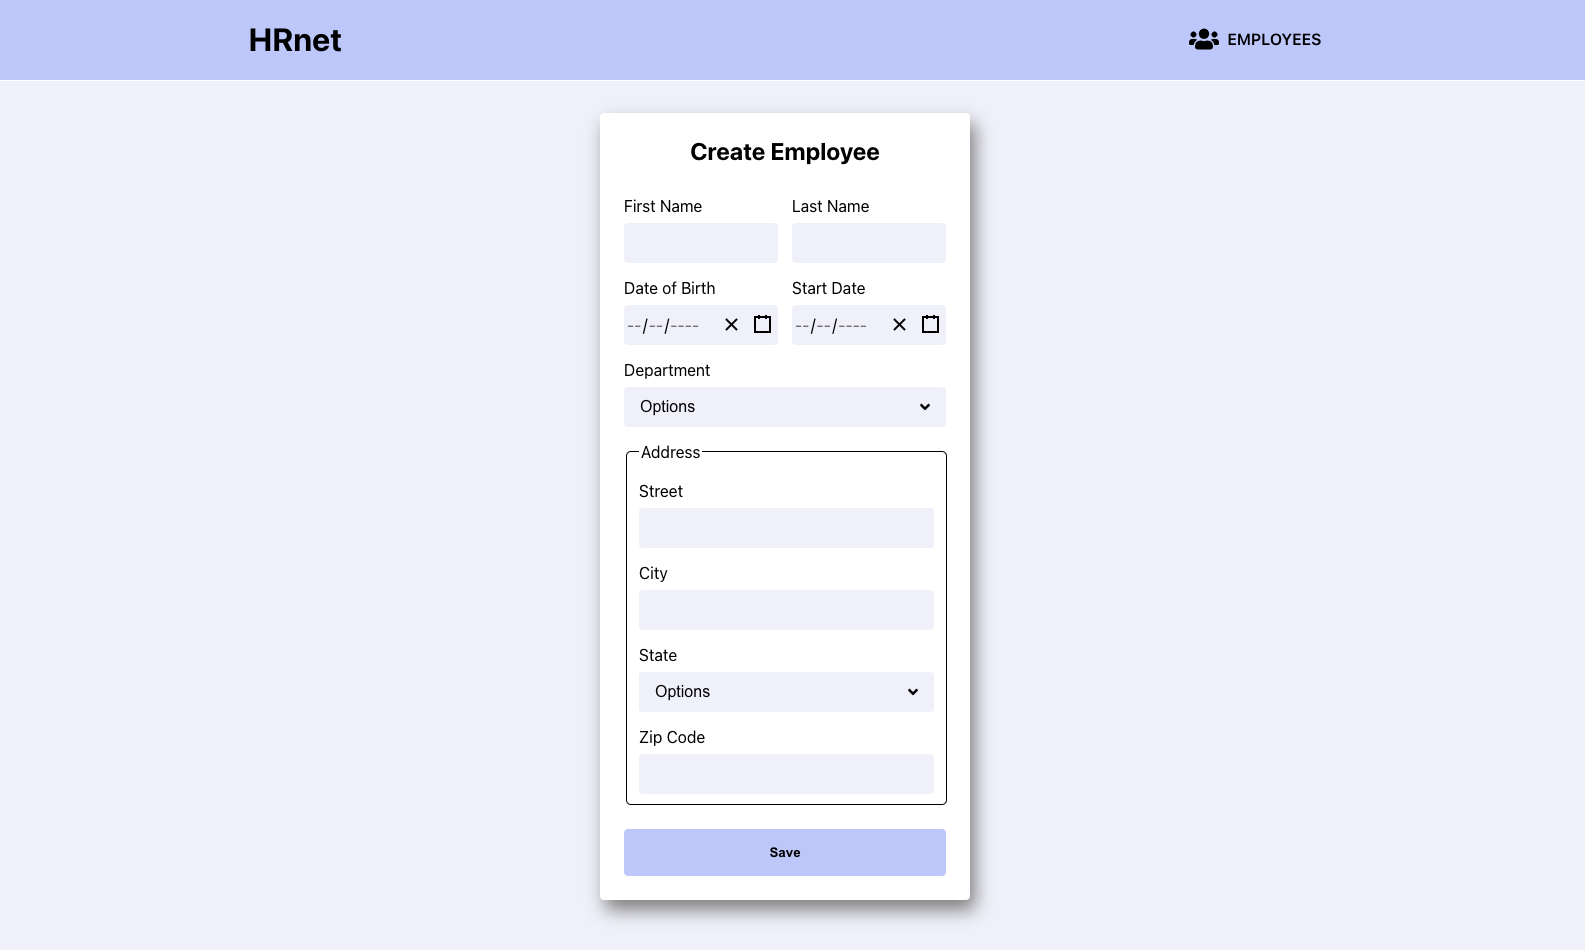 HRnet
EMPLOYEES
Create Employee
First Name Last Name
Date of Birth Start Date
--/--/---- --/--/----
Department
Options
Address
Street
City
State
Options
Zip Code
Save